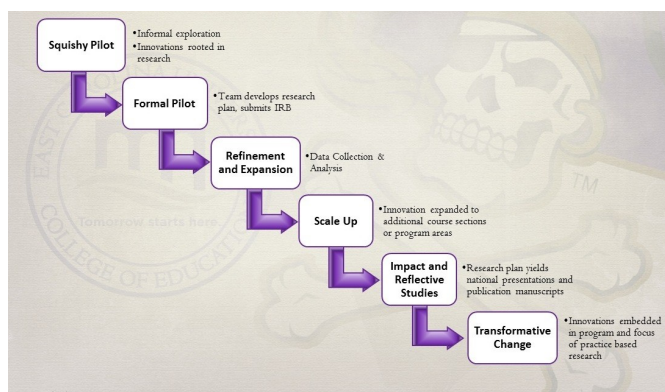 Squishy Pilot
•Informal exploration
•Innovations rooted in
research
Formal Pilot
•Team develops research
plan, submits IRB
Refinement
and Expansion
•Data Collection &
Analysis
Scale Up
•Innovation expanded to
additional course sections
or program areas
Impact and
Reflective
Studies
•Research plan yields
national presentations and
publication manuscripts
Transformative
Change
•Innovations embedded
in program and focus
of practice based
research
Tomorrow starts here.
COLLEGE OF EDUCATION
TM